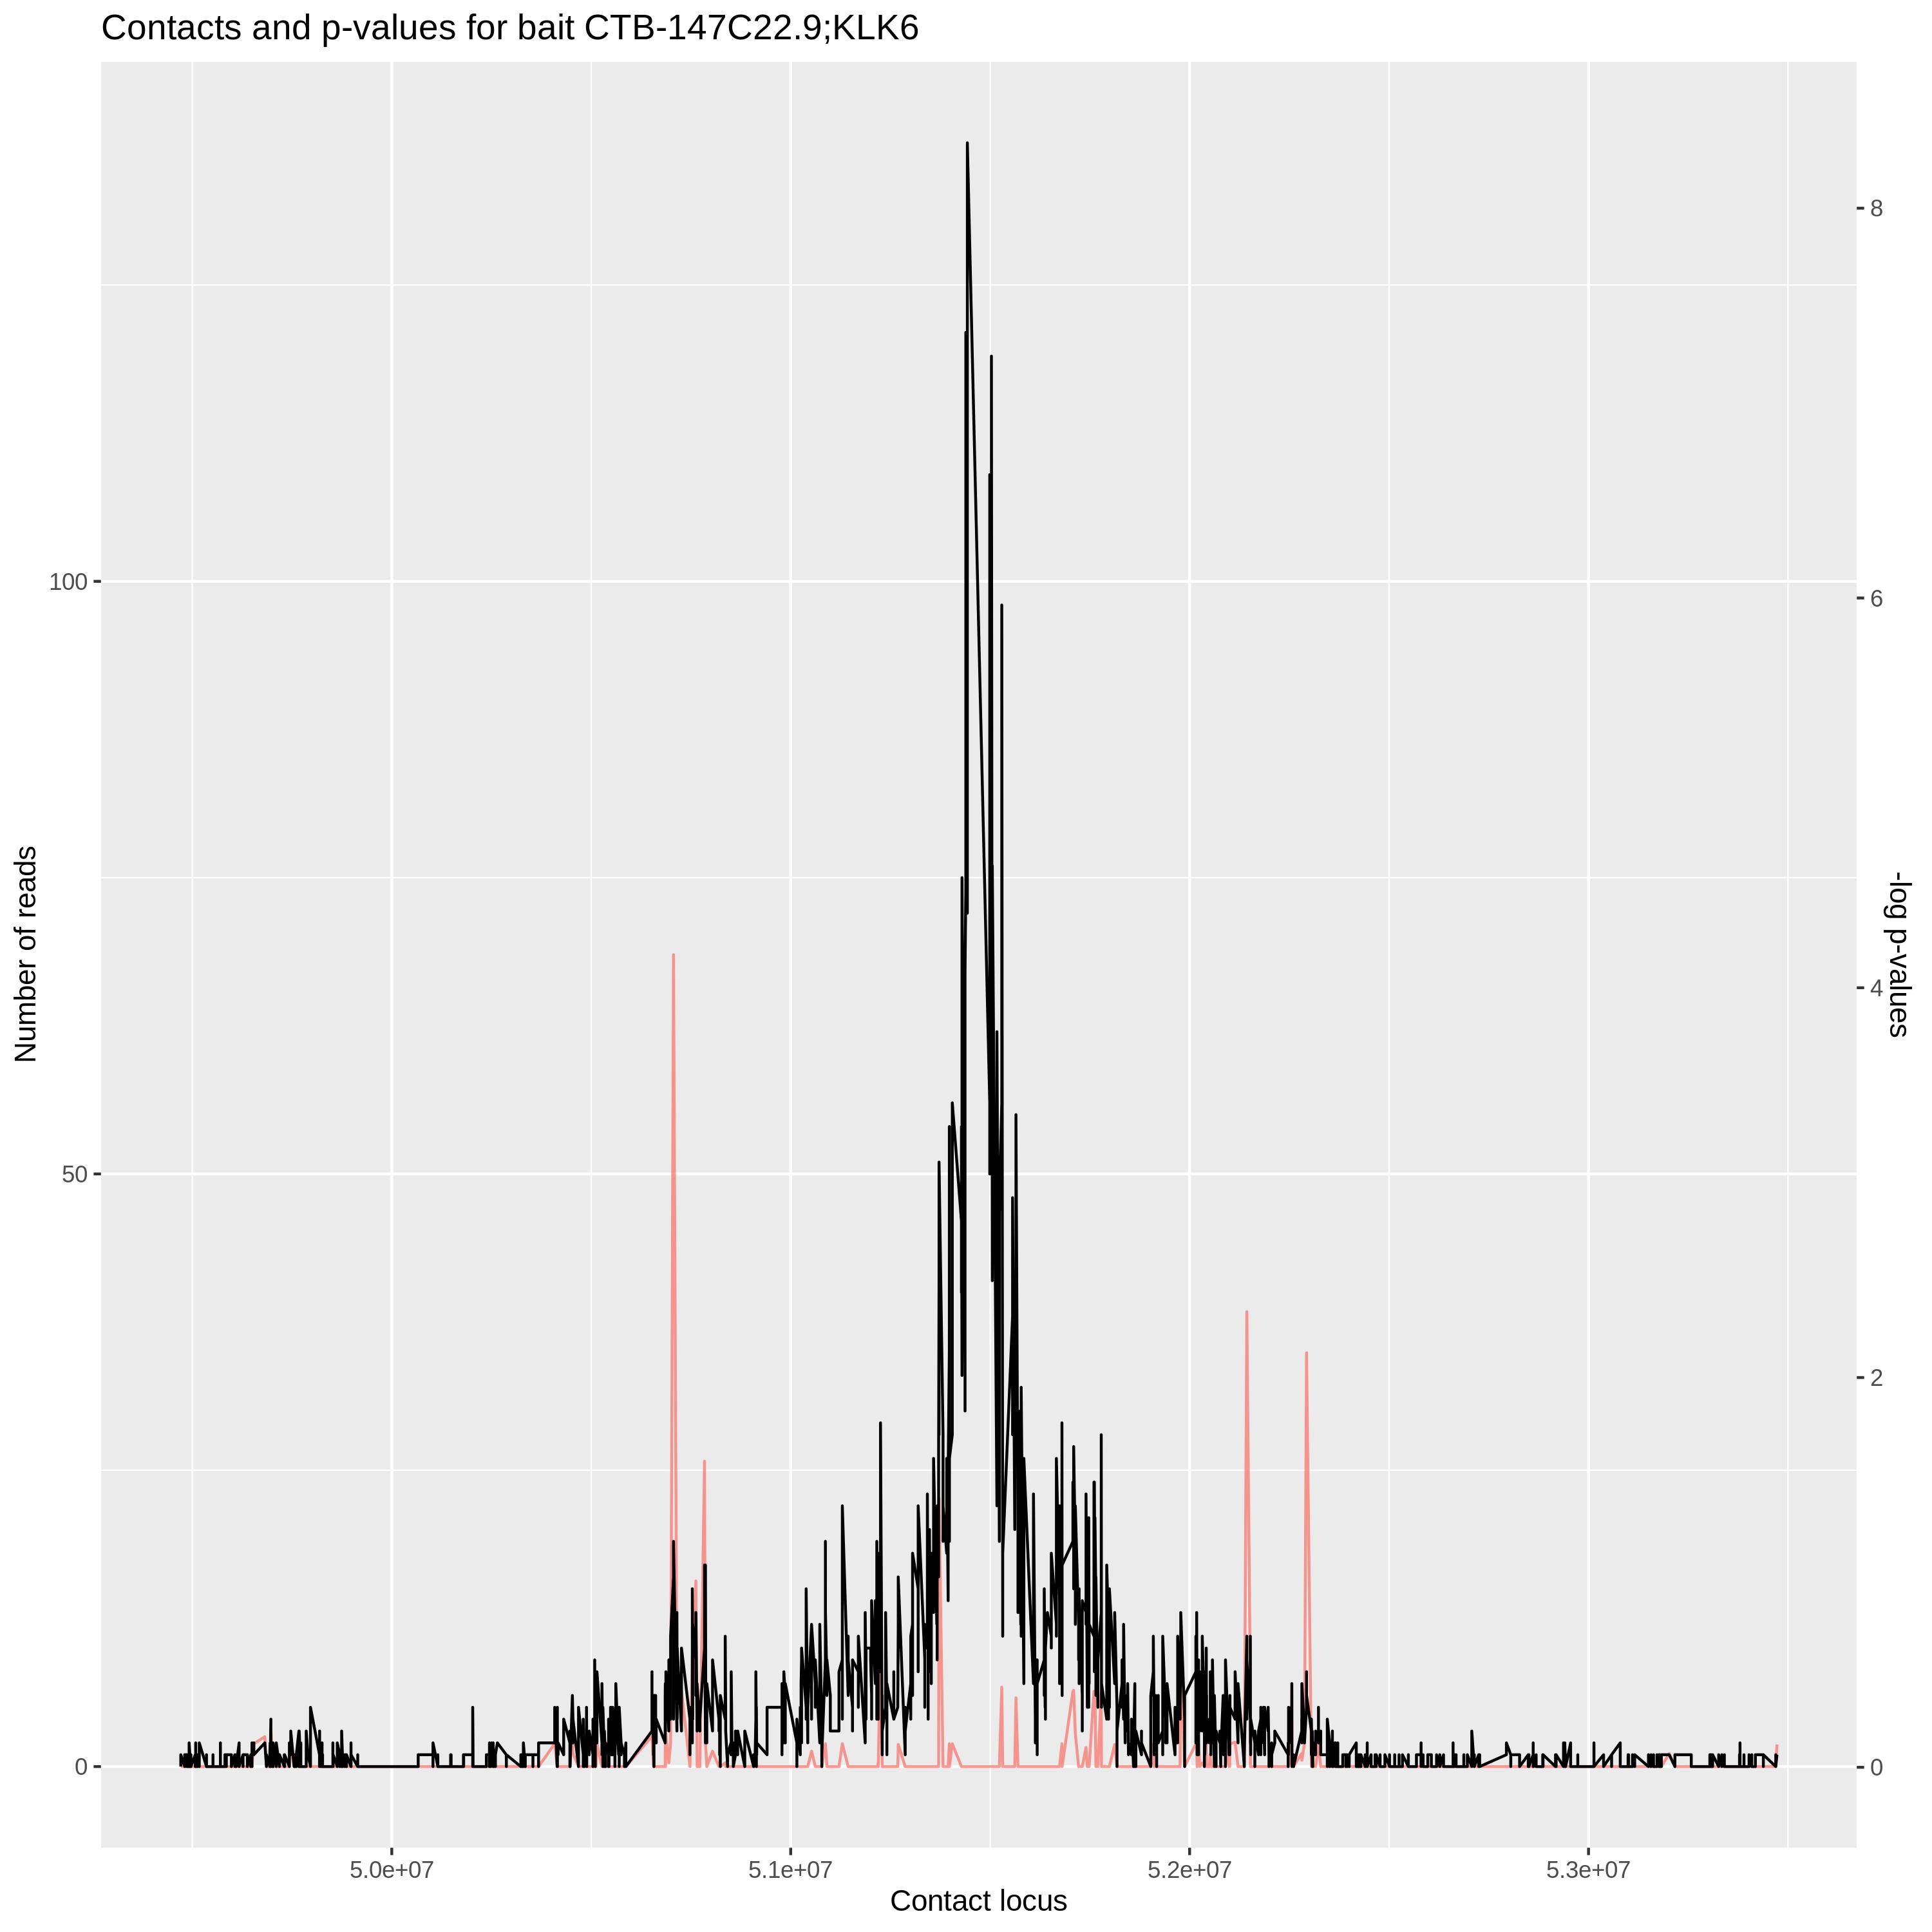 Contacts and p-values for bait CTB-147C22.9;KLK6
Number of reads
100
50
0
8
6
4
2
0
-log p-values
5.0e+07
5.1e+07
5.2e+07
5.3e+07
Contact locus